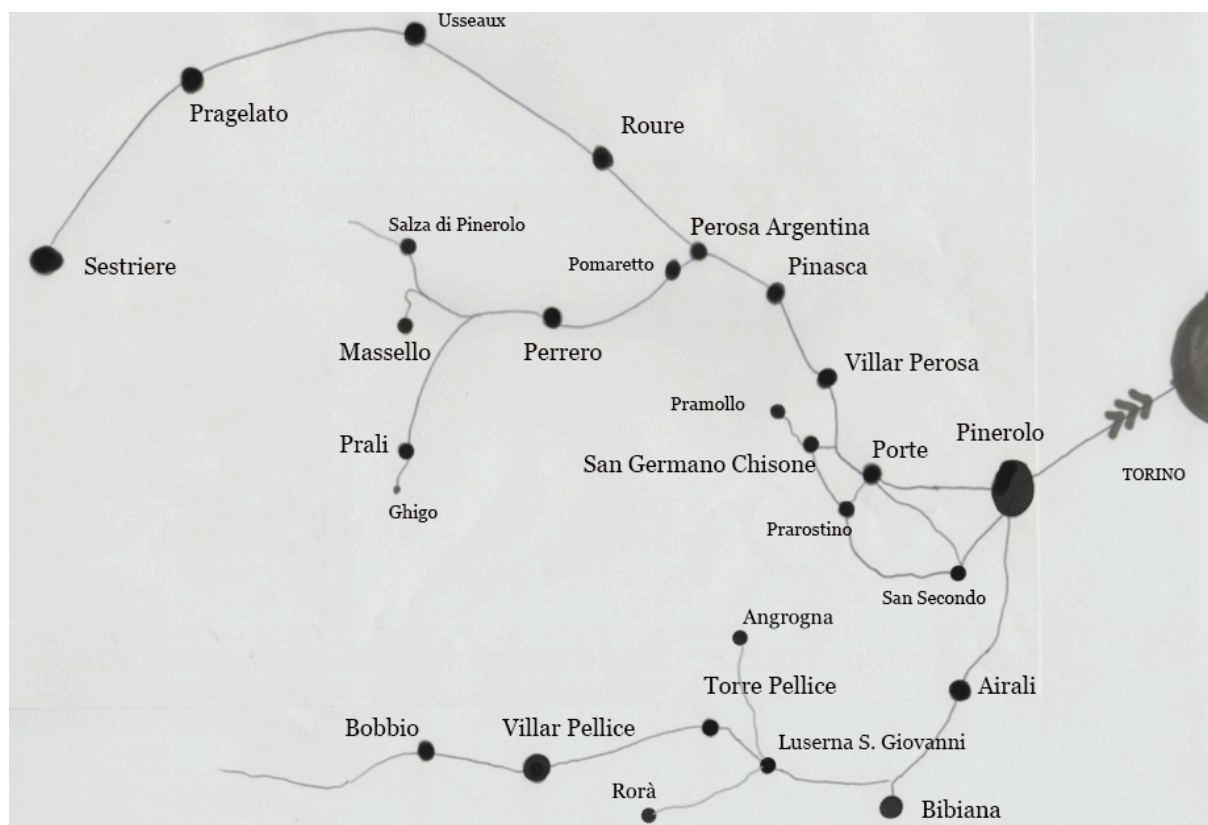 Usseaux
Pragelato
Roure
Salza di Pinerolo
Perosa Argentina
Sestriere
Pomaretto
Pinasca
Massello
Perrero
Villar Perosa
Pramollo
Prali
San Germano Chisone
Porte
Pinerolo
TORINO
Ghigo
Prarostino
San Secondo
Angrogna
Torre Pellice
Airali
Bobbio
Villar Pellice
Luserna S. Giovanni
Rorà
Bibiana